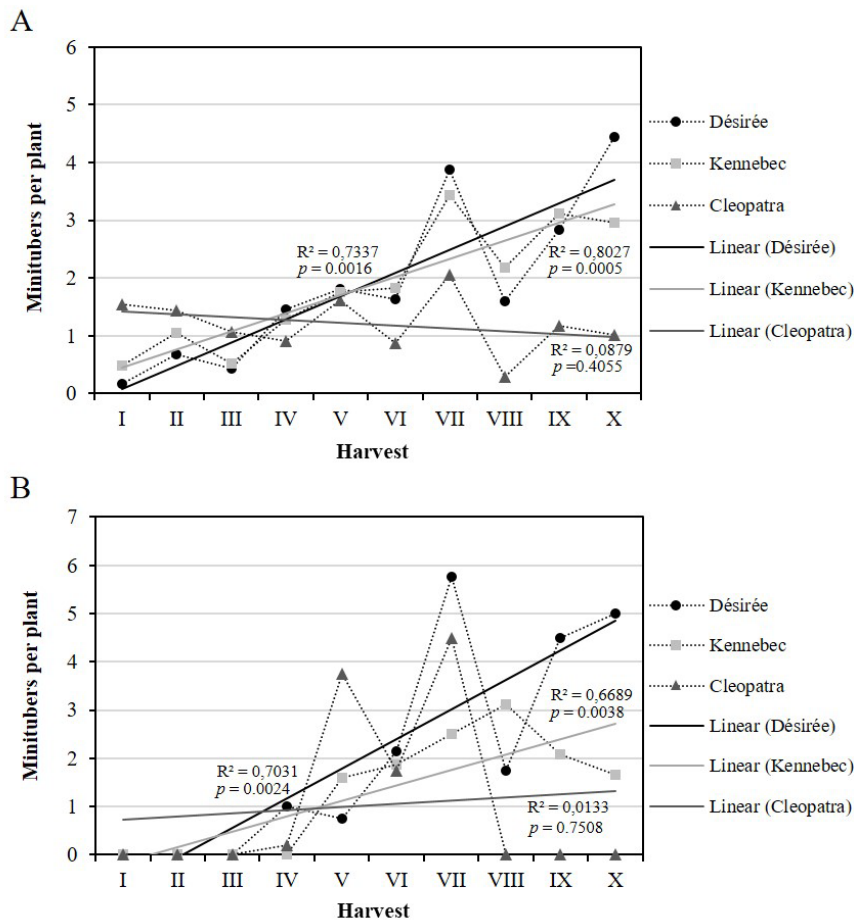 A
6
5
4
3
2
1
0
Minitubers per plant
R² = 0,7337
p = 0.0016
R² = 0,8027
p = 0.0005
R² = 0,0879
p =0.4055
I II III IV V VI VII VIII IX X
Harvest
Désirée
Kennebec
Cleopatra
Linear (Désirée)
Linear (Kennebec)
Linear (Cleopatra)
B
7
6
5
4
3
2
1
0
Minitubers per plant
R² = 0,7031
p = 0.0024
R² = 0,6689
p = 0.0038
R² = 0,0133
p = 0.7508
I II III IV V VI VII VIII IX X
Harvest
Désirée
Kennebec
Cleopatra
Linear (Désirée)
Linear (Kennebec)
Linear (Cleopatra)